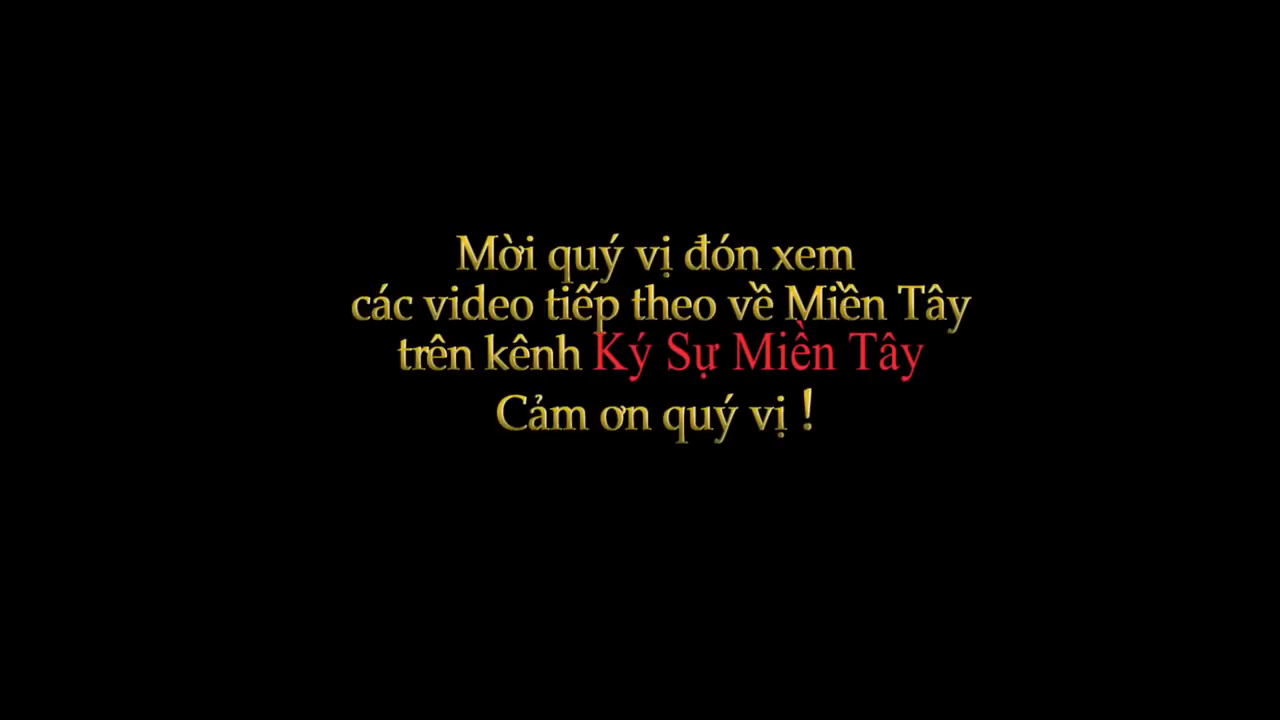 Mời quý vị đón xem
các video tiếp theo về Miền Tây
trên kênh Ký Sự Miền Tây
Cảm ơn quý vị !